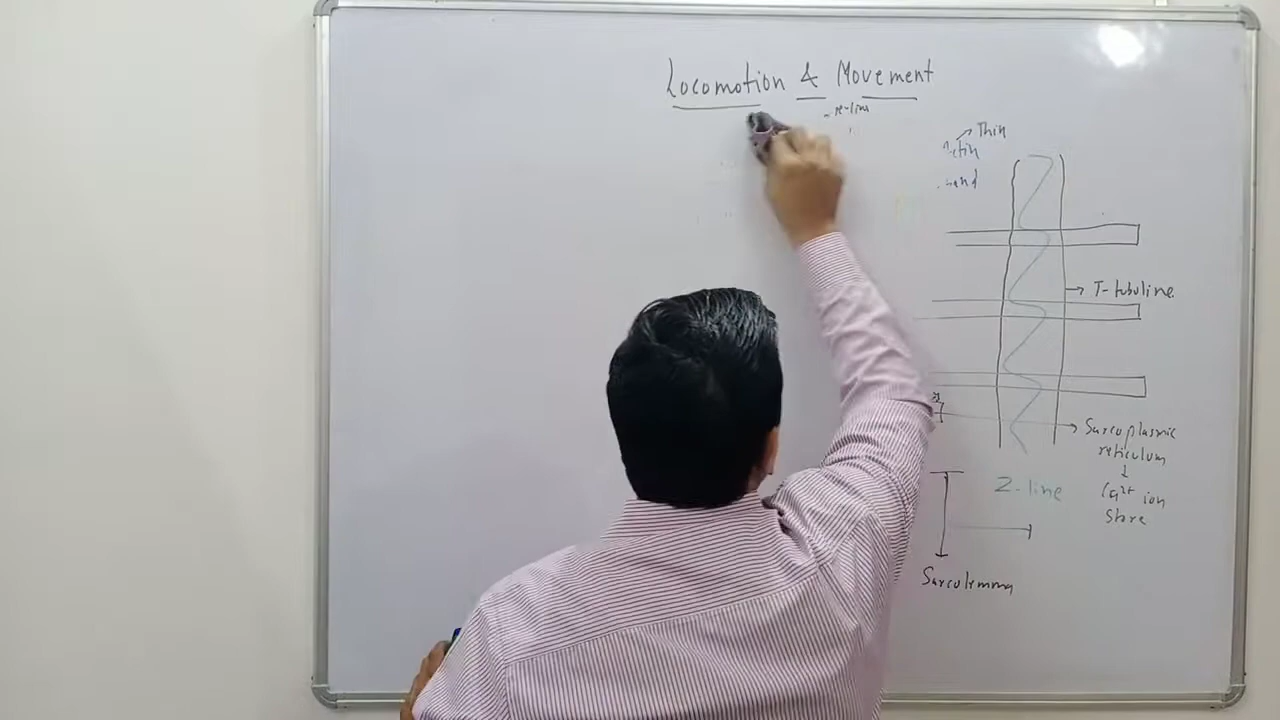 Locomotion & Movement
Thin
T-tubuline
Sarcoplasmic
reticulum
↓
Ca2+ ion
store
Z-line
Sarcolemma